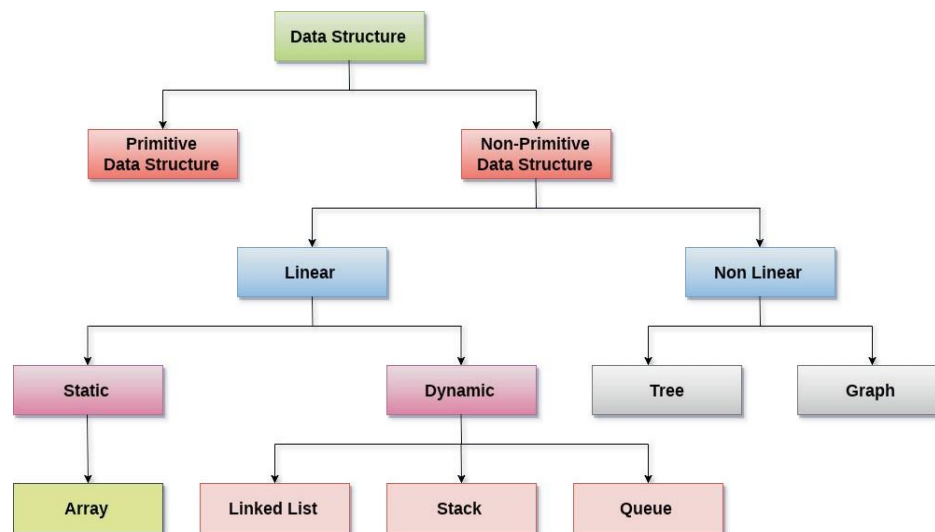 Data Structure
Primitive
Data Structure
Non-Primitive
Data Structure
Linear
Non Linear
Static
Dynamic
Tree
Graph
Array
Linked List
Stack
Queue